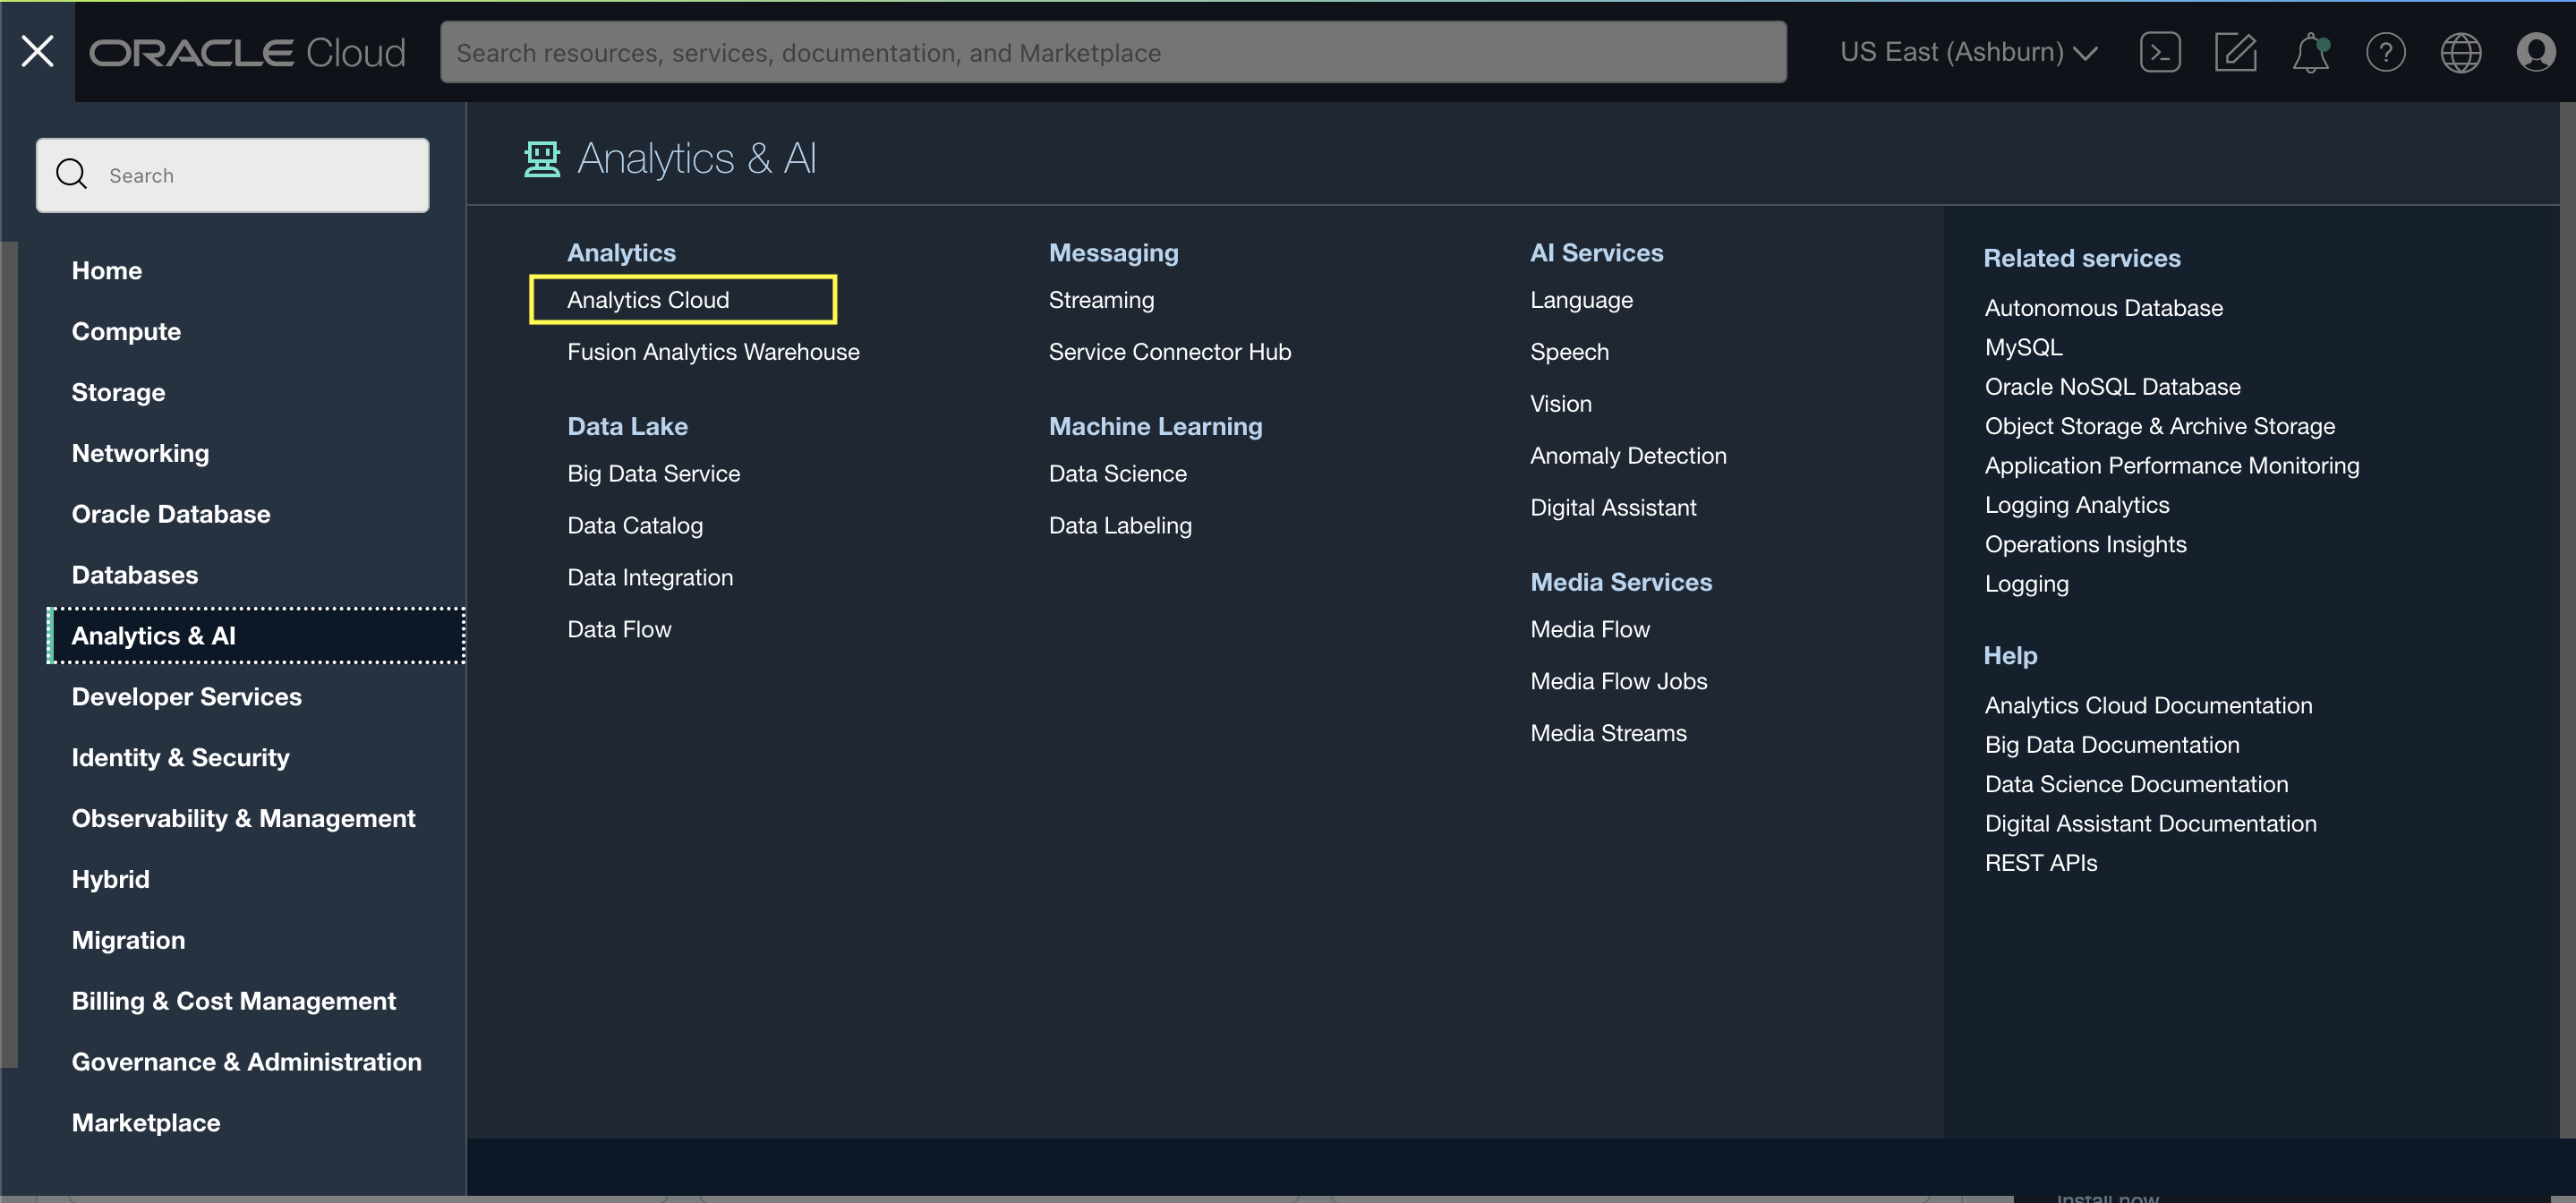 ORACLE Cloud
Search resources, services, documentation, and Marketplace
US East (Ashburn)
Search
Home
Compute
Storage
Networking
Oracle Database
Databases
Analytics & AI
Developer Services
Identity & Security
Observability & Management
Hybrid
Migration
Billing & Cost Management
Governance & Administration
Marketplace
Analytics & AI
Analytics
Analytics Cloud
Fusion Analytics Warehouse
Data Lake
Big Data Service
Data Catalog
Data Integration
Data Flow
Messaging
Streaming
Service Connector Hub
Machine Learning
Data Science
Data Labeling
AI Services
Language
Speech
Vision
Anomaly Detection
Digital Assistant
Media Services
Media Flow
Media Flow Jobs
Media Streams
Related services
Autonomous Database
MySQL
Oracle NoSQL Database
Object Storage & Archive Storage
Application Performance Monitoring
Logging Analytics
Operations Insights
Logging
Help
Analytics Cloud Documentation
Big Data Documentation
Data Science Documentation
Digital Assistant Documentation
REST APIs
Install now